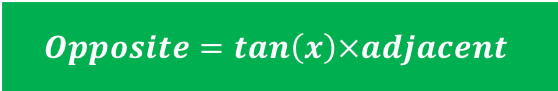 Opposite = tan(x)×adjacent